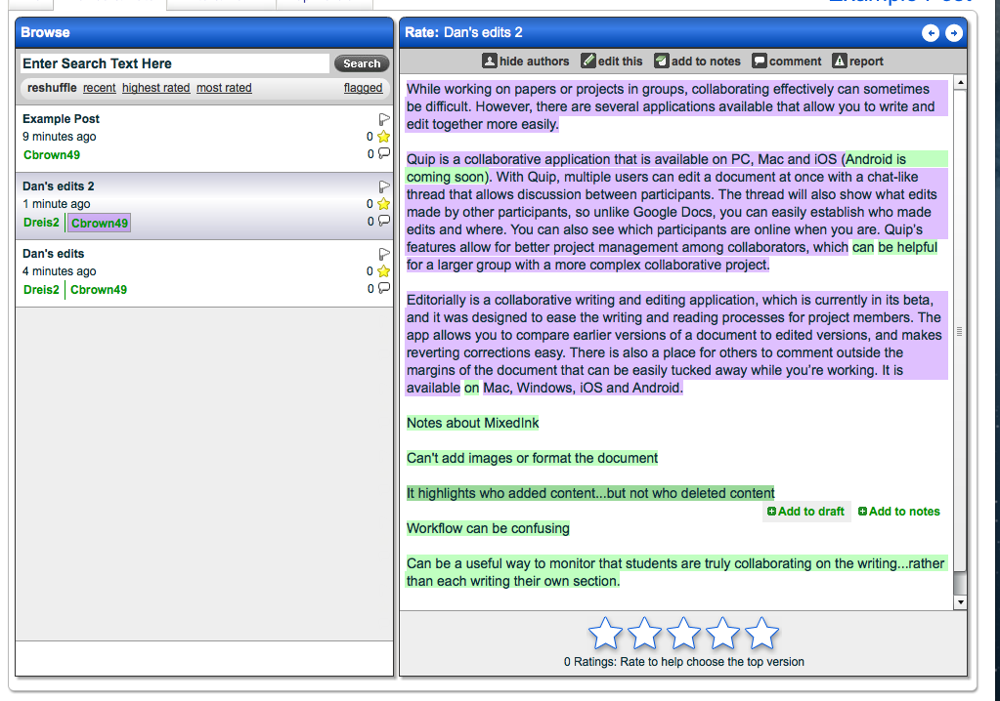 Example Post
Browse
Enter Search Text Here
Search
reshuffle recent highest rated most rated flagged
Example Post
9 minutes ago 0
Cbrown49 0
Dan's edits 2
1 minute ago 0
Dreis2 Cbrown49 0
Dan's edits
4 minutes ago 0
Dreis2 Cbrown49 0
Rate: Dan's edits 2
hide authors edit this add to notes comment report
While working on papers or projects in groups, collaborating effectively can sometimes
be difficult. However, there are several applications available that allow you to write and
edit together more easily.
Quip is a collaborative application that is available on PC, Mac and iOS (Android is
coming soon). With Quip, multiple users can edit a document at once with a chat-like
thread that allows discussion between participants. The thread will also show what edits
made by other participants, so unlike Google Docs, you can easily establish who made
edits and where. You can also see which participants are online when you are. Quip's
features allow for better project management among collaborators, which can be helpful
for a larger group with a more complex collaborative project.
Editorially is a collaborative writing and editing application, which is currently in its beta,
and it was designed to ease the writing and reading processes for project members. The
app allows you to compare earlier versions of a document to edited versions, and makes
reverting corrections easy. There is also a place for others to comment outside the
margins of the document that can be easily tucked away while you're working. It is
available on Mac, Windows, iOS and Android.
Notes about MixedInk
Can't add images or format the document
It highlights who added content...but not who deleted content
Add to draft Add to notes
Workflow can be confusing
Can be a useful way to monitor that students are truly collaborating on the writing...rather
than each writing their own section.
0 Ratings: Rate to help choose the top version